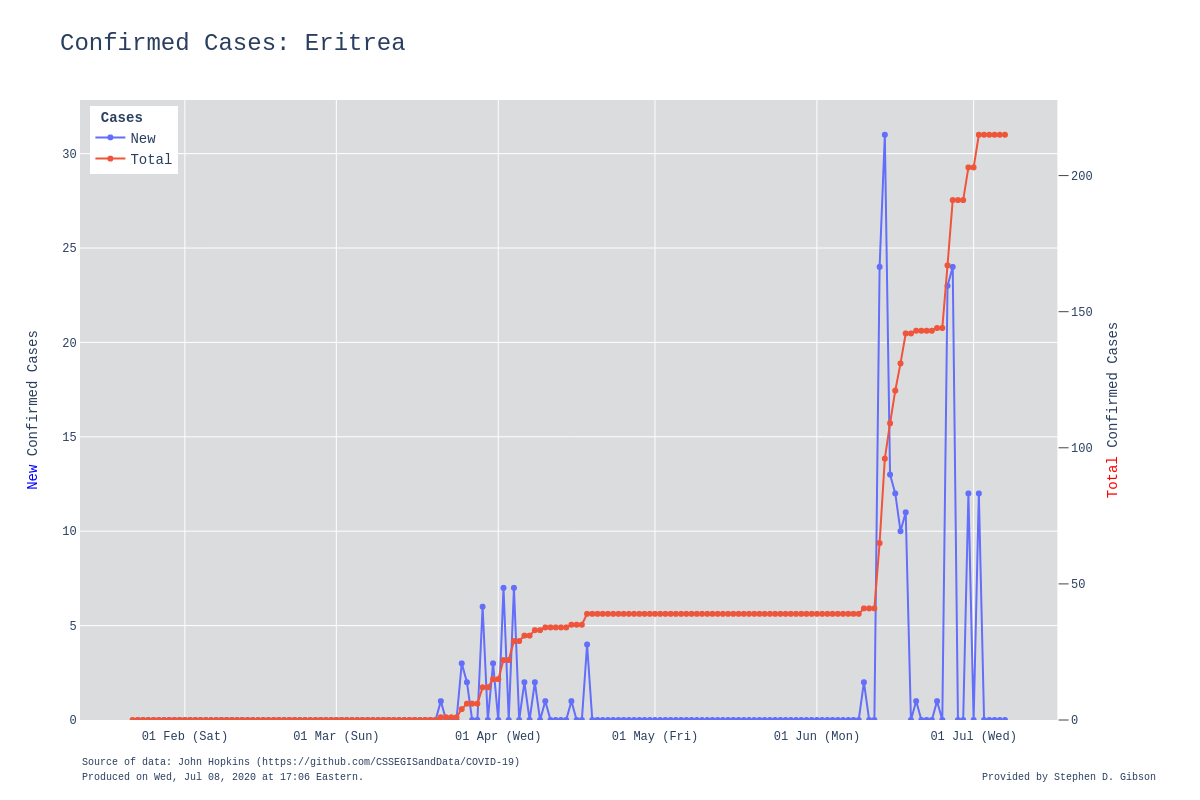 Confirmed Cases: Eritrea
Cases
New
Total
30
25
20
15
10
5
0
200
150
100
50
0
New Confirmed Cases
Total Confirmed Cases
01 Feb (Sat)
01 Mar (Sun)
01 Apr (Wed)
01 May (Fri)
01 Jun (Mon)
01 Jul (Wed)
Source of data: John Hopkins (https://github.com/CSSEGISandData/COVID-19)
Produced on Wed, Jul 08, 2020 at 17:06 Eastern.
Provided by Stephen D. Gibson